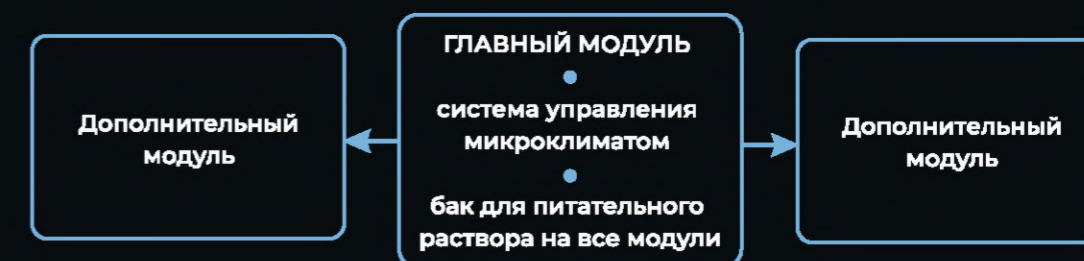 Дополнительный
модуль
ГЛАВНЫЙ МОДУЛЬ
система управления
микроклиматом
бак для питательного
раствора на все модули
Дополнительный
модуль